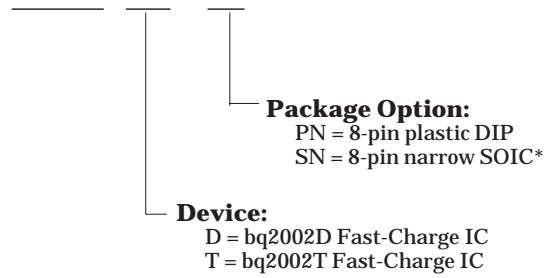 Package Option:
PN = 8-pin plastic DIP
SN = 8-pin narrow SOIC*
Device:
D = bq2002D Fast-Charge IC
T = bq2002T Fast-Charge IC